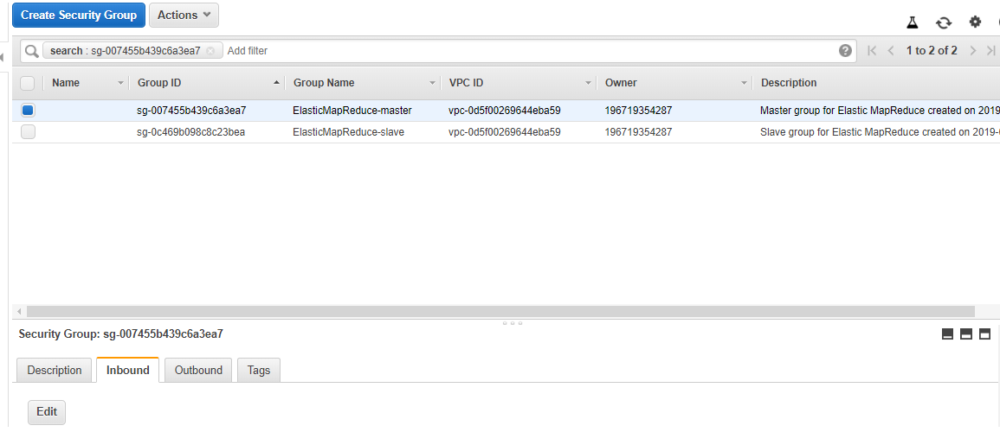 Create Security Group Actions
search : sg-007455b439c6a3ea7 Add filter 1 to 2 of 2
Name Group ID Group Name VPC ID Owner Description
sg-007455b439c6a3ea7 ElasticMapReduce-master vpc-0d5f00269644eba59 196719354287 Master group for Elastic MapReduce created on 2019
sg-0c469b098c8c23bea ElasticMapReduce-slave vpc-0d5f00269644eba59 196719354287 Slave group for Elastic MapReduce created on 2019-
Security Group: sg-007455b439c6a3ea7
Description Inbound Outbound Tags
Edit